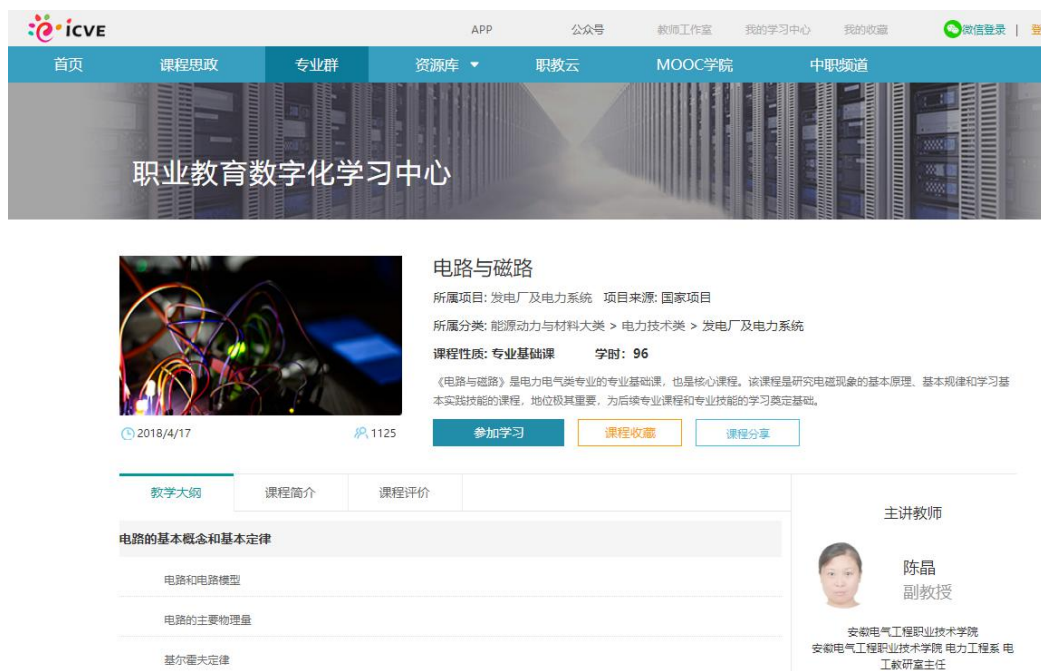 icve
APP 公众号 教师工作室 我的学习中心 我的收藏 微信登录 | 登
首页 课程思政 专业群 资源库 职教云 MOOC学院 中职频道
职业教育数字化学习中心
电路与磁路
所属项目: 发电厂及电力系统 项目来源: 国家项目
所属分类: 能源动力与材料大类 > 电力技术类 > 发电厂及电力系统
课程性质: 专业基础课 学时: 96
《电路与磁路》是电力电气类专业的专业基础课，也是核心课程。该课程是研究电磁现象的基本原理、基本规律和学习基
本实践技能的课程，地位极其重要，为后续专业课程和专业技能的学习奠定基础。
2018/4/17 1125
参加学习 课程收藏 课程分享
教学大纲 课程简介 课程评价
电路的基本概念和基本定律
电路和电路模型
电路的主要物理量
基尔霍夫定律
主讲教师
陈晶
副教授
安徽电气工程职业技术学院
安徽电气工程职业技术学院 电力工程系 电
工教研室主任